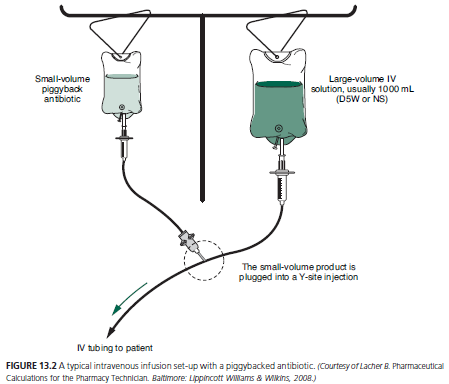 Small-volume
piggyback
antibiotic
Large-volume IV
solution, usually 1000 mL
(D5W or NS)
The small-volume product is
plugged into a Y-site injection
IV tubing to patient
FIGURE 13.2 A typical intravenous infusion set-up with a piggybacked antibiotic. (Courtesy of Lacher B. Pharmaceutical
Calculations for the Pharmacy Technician. Baltimore: Lippincott Williams & Wilkins, 2008.)